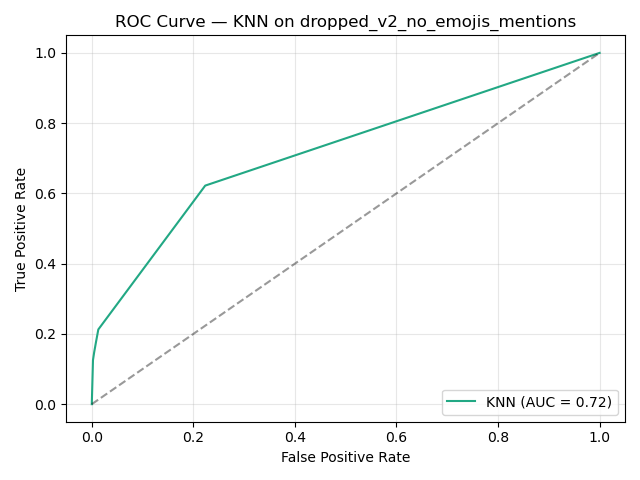 ROC Curve — KNN on dropped_v2_no_emojis_mentions
1.0
0.8
0.6
0.4
0.2
0.0
True Positive Rate
0.0 0.2 0.4 0.6 0.8 1.0
False Positive Rate
KNN (AUC = 0.72)